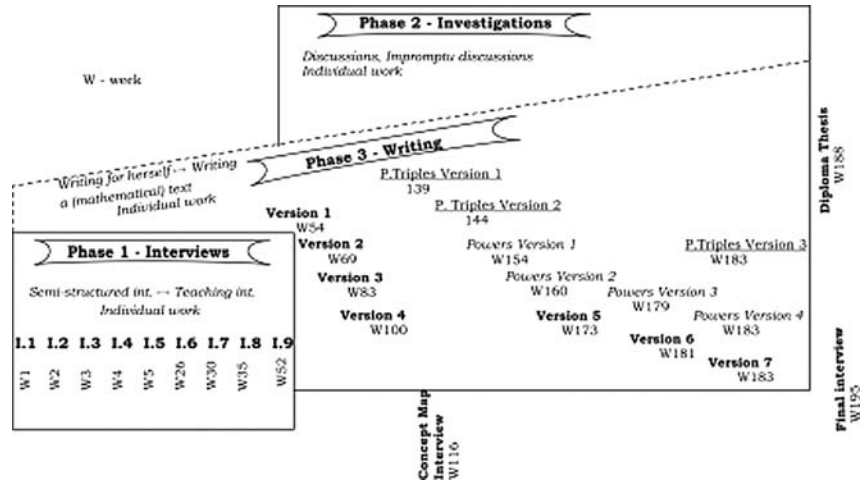 Phase 2 - Investigations
Discussions, Impromptu discussions
Individual work
W - work
Phase 3 - Writing
Writing for herself ↔ Writing
a (mathematical) text
Individual work
P.Triples Version 1
139
P. Triples Version 2
144
Version 1
W54
Version 2
W69
Version 3
W83
Version 4
W100
Powers Version 1
W154
Powers Version 2
W160
Version 5
W173
Powers Version 3
W179
Version 6
W181
P.Triples Version 3
W183
Powers Version 4
W183
Version 7
W183
Phase 1 - Interviews
Semi-structured int. ↔ Teaching int.
Individual work
I.1 I.2 I.3 I.4 I.5 I.6 I.7 I.8 I.9
W1 W2 W3 W4 W5 W26 W30 W35 W52
Concept Map
Interview
W116
Diploma Thesis
W188
Final interview
W195